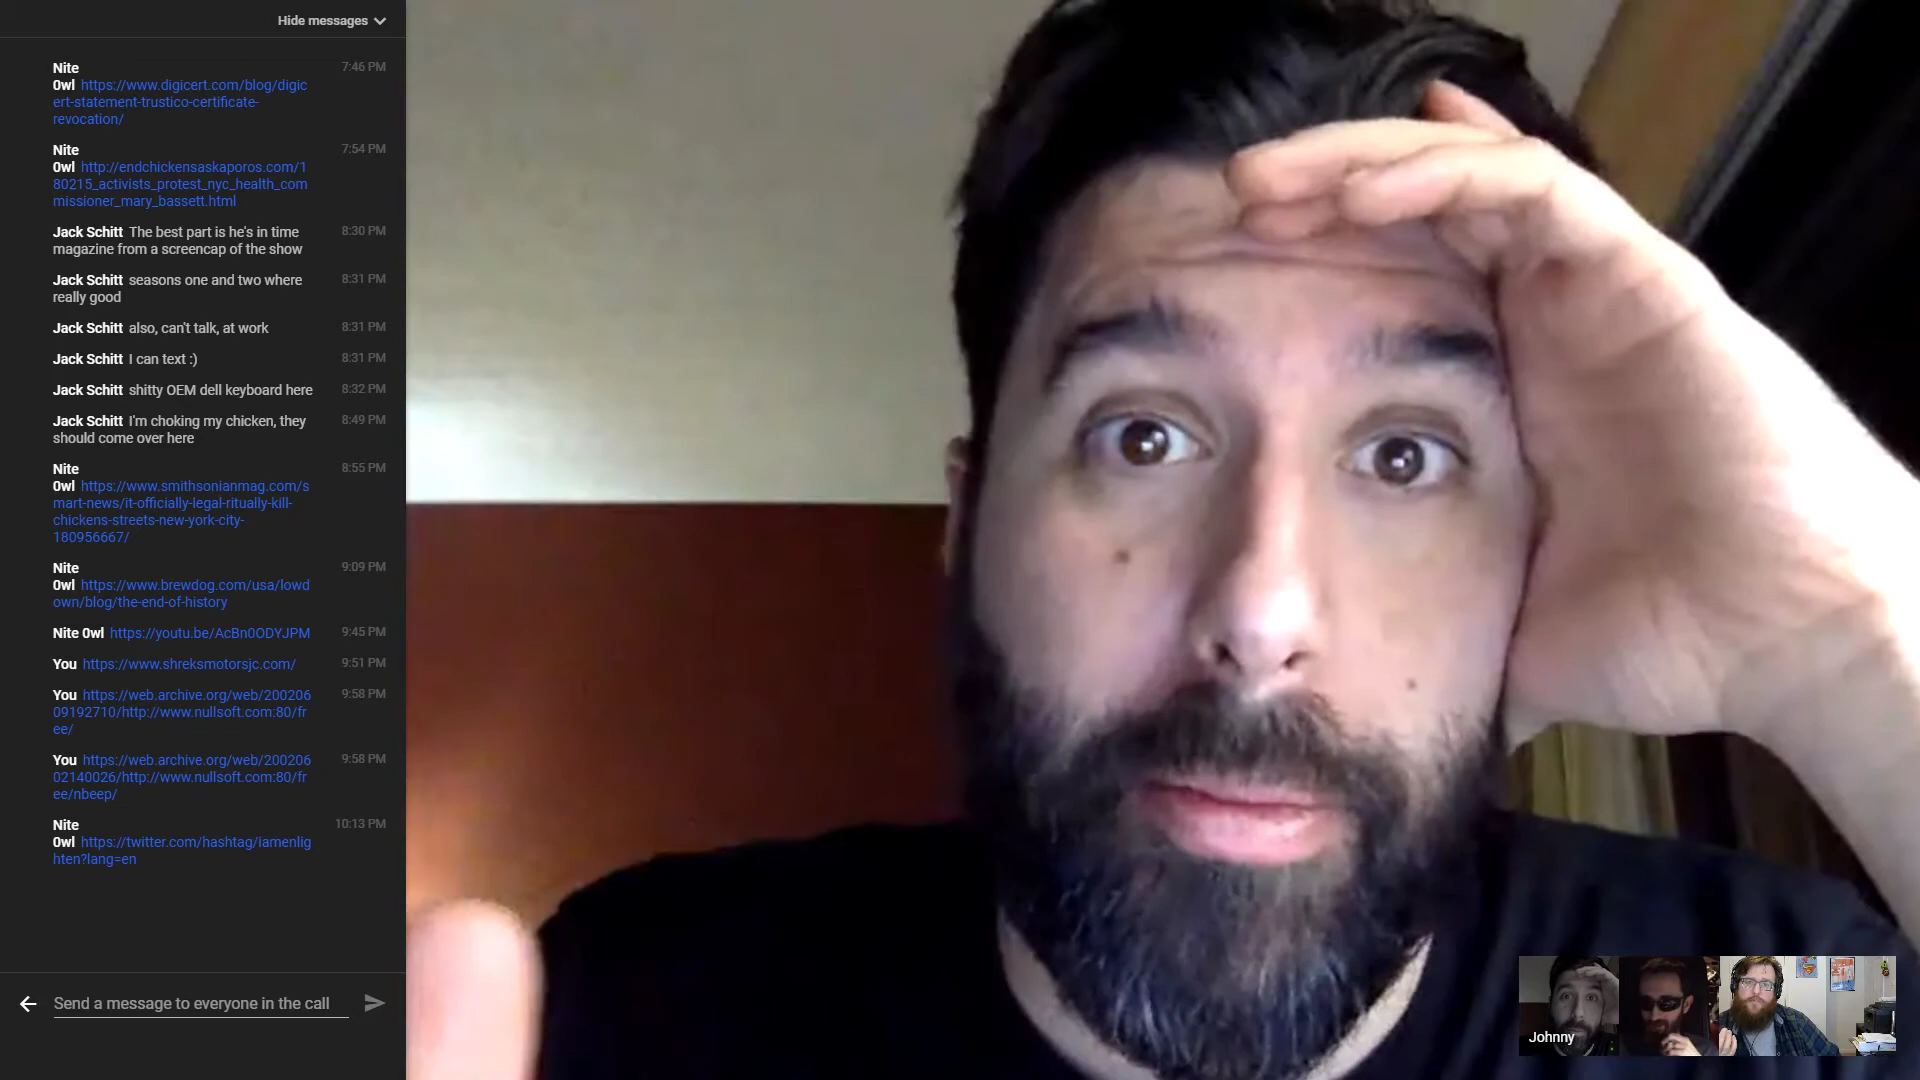 Hide messages
Nite 7:46 PM
0wl https://www.digicert.com/blog/digic
ert-statement-trustico-certificate-
revocation/
Nite 7:54 PM
0wl http://endchickensaskaporos.com/1
80215_activists_protest_nyc_health_com
missioner_mary_bassett.html
Jack Schitt The best part is he's in time 8:30 PM
magazine from a screencap of the show
Jack Schitt seasons one and two where 8:31 PM
really good
Jack Schitt also, can't talk, at work 8:31 PM
Jack Schitt I can text :) 8:31 PM
Jack Schitt shitty OEM dell keyboard here 8:32 PM
Jack Schitt I'm choking my chicken, they 8:49 PM
should come over here
Nite 8:55 PM
0wl https://www.smithsonianmag.com/s
mart-news/it-officially-legal-ritually-kill-
chickens-streets-new-york-city-
180956667/
Nite 9:09 PM
0wl https://www.brewdog.com/usa/lowd
own/blog/the-end-of-history
Nite 0wl https://youtu.be/AcBn0ODYJPM 9:45 PM
You https://www.shreksmotorsjc.com/ 9:51 PM
You https://web.archive.org/web/200206 9:58 PM
09192710/http://www.nullsoft.com:80/fr
ee/
You https://web.archive.org/web/200206 9:58 PM
02140026/http://www.nullsoft.com:80/fr
ee/nbeep/
Nite 10:13 PM
0wl https://twitter.com/hashtag/iamenlig
hten?lang=en
Send a message to everyone in the call
Johnny